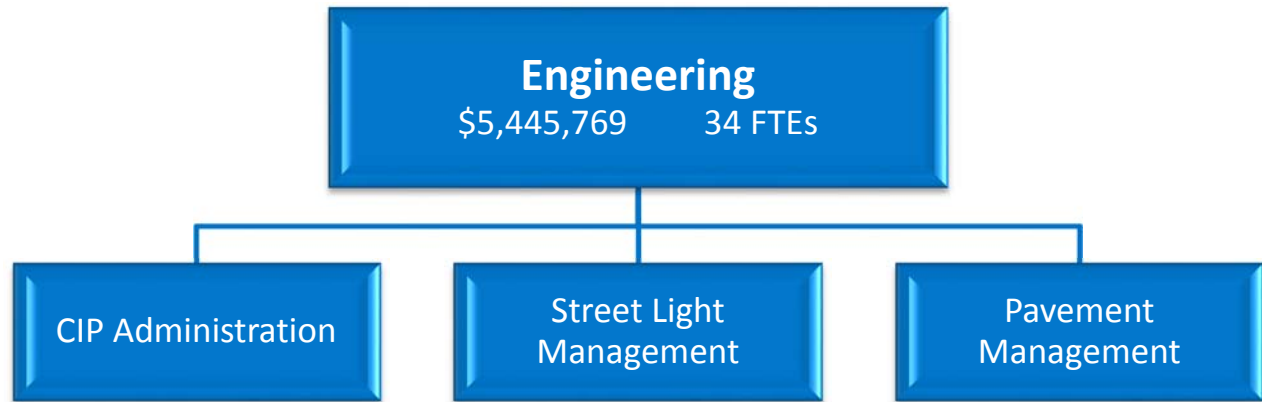 Engineering
$5,445,769 34 FTEs
CIP Administration
Street Light
Management
Pavement
Management